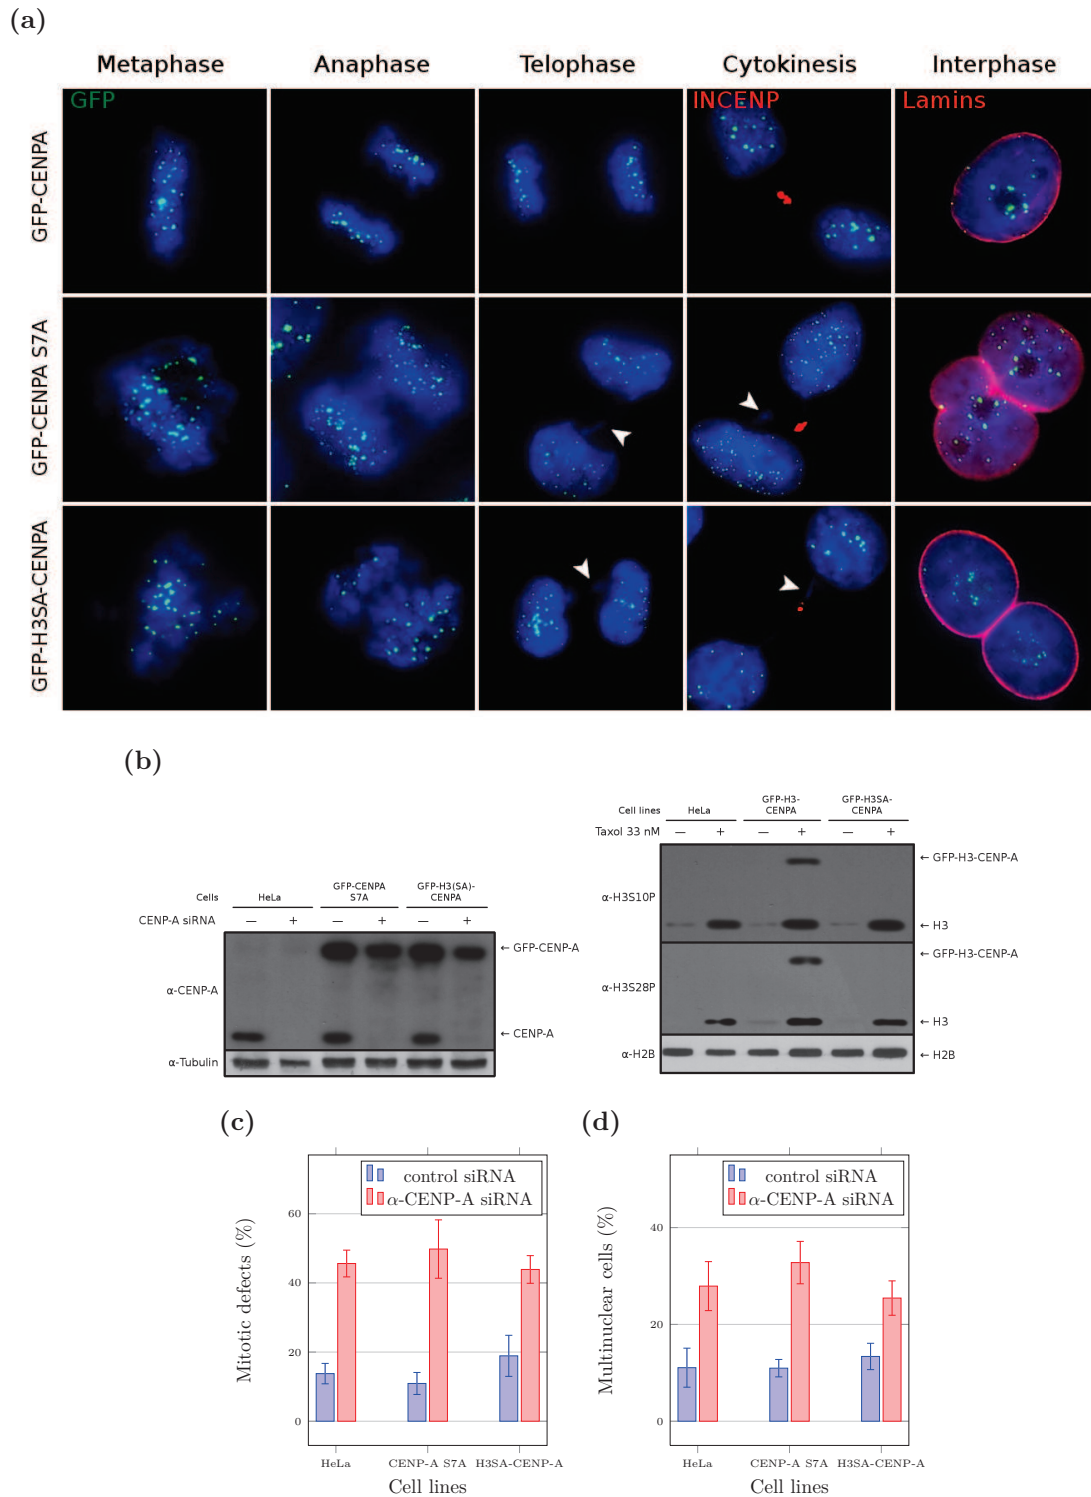 (a)
Metaphase Anaphase Telophase Cytokinesis Interphase
GFP INCENP Lamins
GFP-CENPA
GFP-CENPA S7A
GFP-H3SA-CENPA
(b)
Cells HeLa GFP-CENPA S7A GFP-H3(SA)-CENPA
CENP-A siRNA — + — + — +
α-CENP-A
← GFP-CENP-A
← CENP-A
α-Tubulin
Cell lines HeLa GFP-H3-CENPA GFP-H3SA-CENPA
Taxol 33 nM — + — + — +
← GFP-H3-CENP-A
α-H3S10P
← H3
← GFP-H3-CENP-A
α-H3S28P
← H3
α-H2B ← H2B
(c)
control siRNA
α-CENP-A siRNA
Mitotic defects (%)
60
40
20
0
HeLa CENP-A S7A H3SA-CENP-A
Cell lines
(d)
control siRNA
α-CENP-A siRNA
Multinuclear cells (%)
40
20
0
HeLa CENP-A S7A H3SA-CENP-A
Cell lines